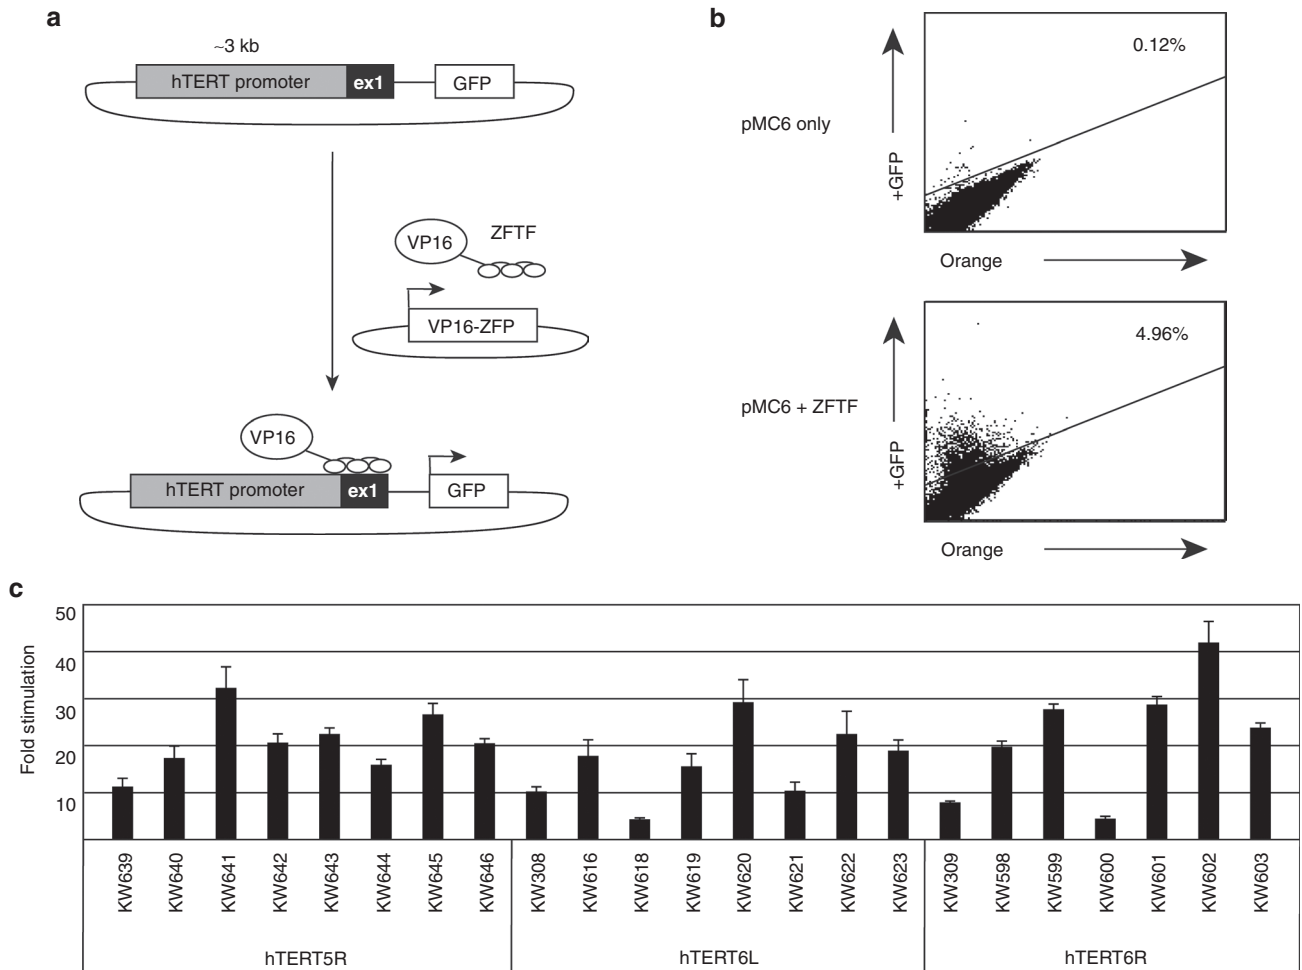 a
~3 kb
hTERT promoter
ex1
GFP
VP16
ZFTF
VP16-ZFP
VP16
hTERT promoter
ex1
GFP
b
pMC6 only
+GFP
0.12%
Orange
pMC6 + ZFTF
+GFP
4.96%
Orange
c
Fold stimulation
50
40
30
20
10
KW639
KW640
KW641
KW642
KW643
KW644
KW645
KW646
KW308
KW616
KW618
KW619
KW620
KW621
KW622
KW623
KW309
KW598
KW599
KW600
KW601
KW602
KW603
hTERT5R
hTERT6L
hTERT6R